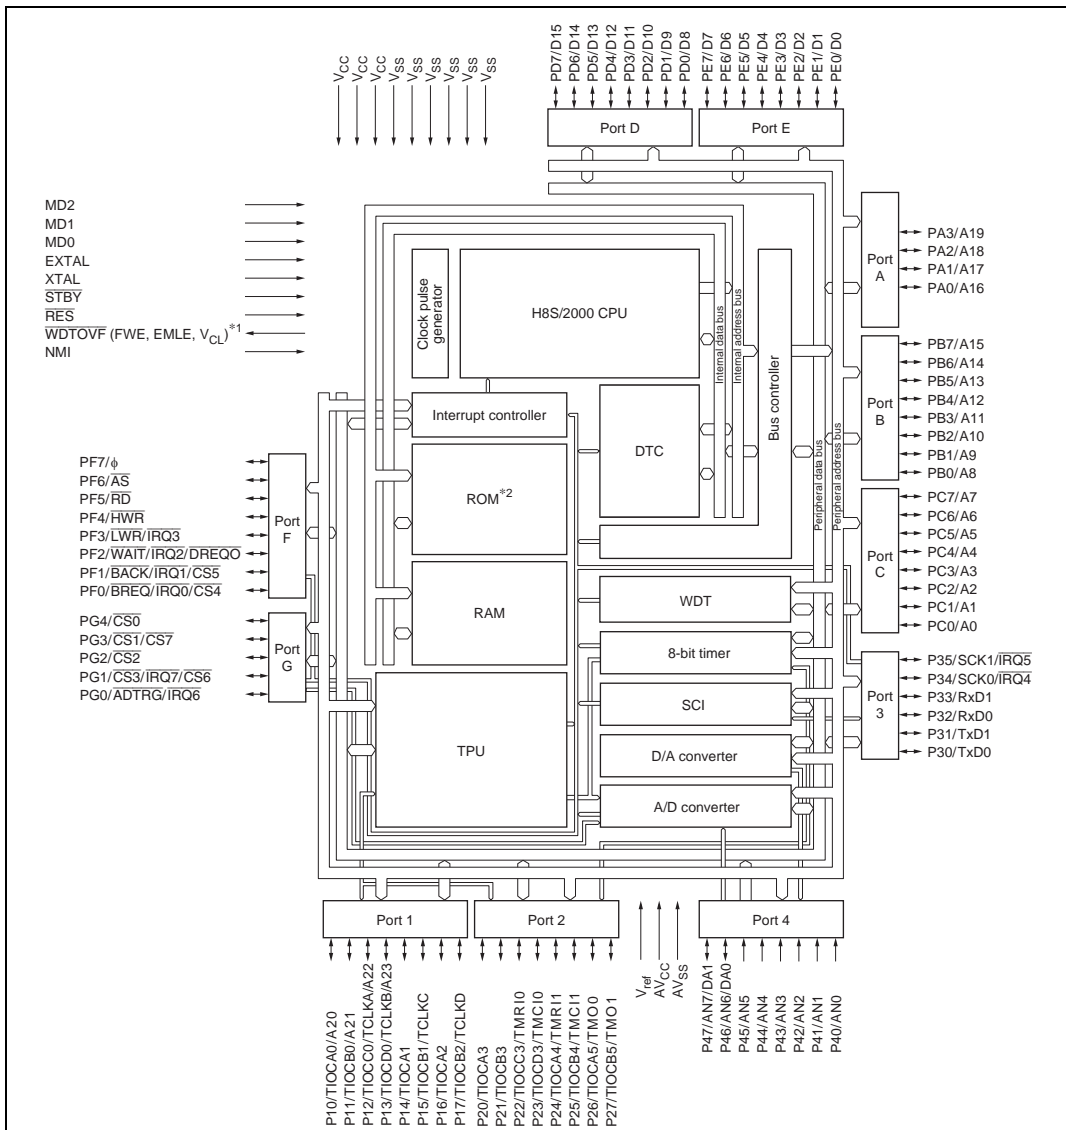 VCC
VCC
VCC
VSS
VSS
VSS
VSS
VSS
VSS
PD7/D15
PD6/D14
PD5/D13
PD4/D12
PD3/D11
PD2/D10
PD1/D9
PD0/D8
PE7/D7
PE6/D6
PE5/D5
PE4/D4
PE3/D3
PE2/D2
PE1/D1
PE0/D0
Port D
Port E
MD2
MD1
MD0
EXTAL
XTAL
STBY
RES
WDTOVF (FWE, EMLE, VCL)*1
NMI
Port
A
PA3/A19
PA2/A18
PA1/A17
PA0/A16
Clock pulse
generator
H8S/2000 CPU
Internal data bus
Internal address bus
Bus controller
Peripheral data bus
Peripheral address bus
Port
B
PB7/A15
PB6/A14
PB5/A13
PB4/A12
PB3/A11
PB2/A10
PB1/A9
PB0/A8
Interrupt controller
DTC
ROM*2
RAM
TPU
WDT
8-bit timer
SCI
D/A converter
A/D converter
PF7/ϕ
PF6/AS
PF5/RD
PF4/HWR
PF3/LWR/IRQ3
PF2/WAIT/IRQ2/DREQO
PF1/BACK/IRQ1/CS5
PF0/BREQ/IRQ0/CS4
Port
F
PG4/CS0
PG3/CS1/CS7
PG2/CS2
PG1/CS3/IRQ7/CS6
PG0/ADTRG/IRQ6
Port
G
Port
C
PC7/A7
PC6/A6
PC5/A5
PC4/A4
PC3/A3
PC2/A2
PC1/A1
PC0/A0
Port
3
P35/SCK1/IRQ5
P34/SCK0/IRQ4
P33/RxD1
P32/RxD0
P31/TxD1
P30/TxD0
Port 1
Port 2
Port 4
P10/TIOCA0/A20
P11/TIOCB0/A21
P12/TIOCC0/TCLKA/A22
P13/TIOCD0/TCLKB/A23
P14/TIOCA1
P15/TIOCB1/TCLKC
P16/TIOCA2
P17/TIOCB2/TCLKD
P20/TIOCA3
P21/TIOCB3
P22/TIOCC3/TMRI0
P23/TIOCD3/TMCI0
P24/TIOCA4/TMRI1
P25/TIOCB4/TMCI1
P26/TIOCA5/TMO0
P27/TIOCB5/TMO1
Vref
AVCC
AVSS
P47/AN7/DA1
P46/AN6/DA0
P45/AN5
P44/AN4
P43/AN3
P42/AN2
P41/AN1
P40/AN0